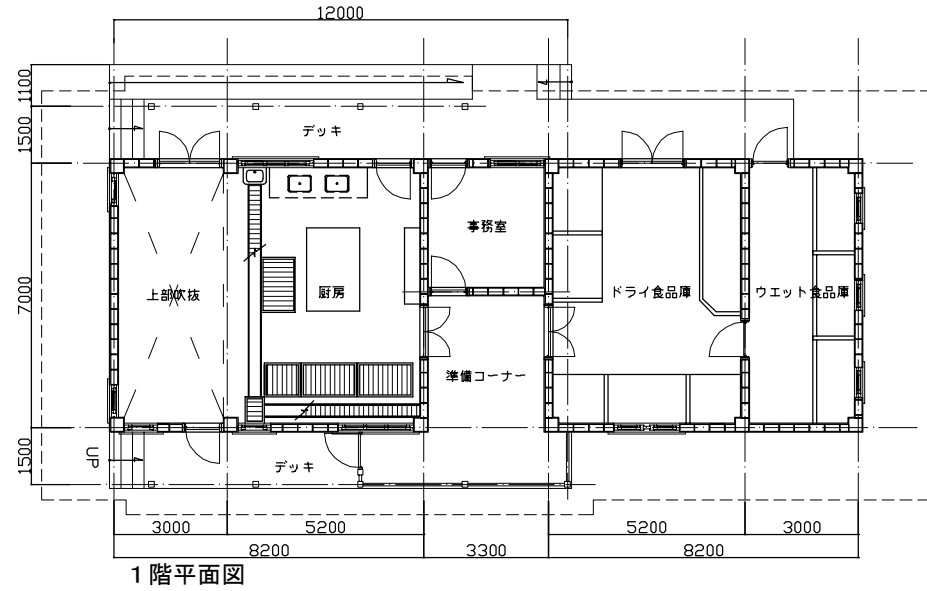 12000
1100
1500
デッキ
事務室
7000
上部吹抜
厨房
ドライ食品庫
ウエット食品庫
準備コーナー
1500
UP
デッキ
3000
5200
5200
3000
8200
3300
8200
1階平面図